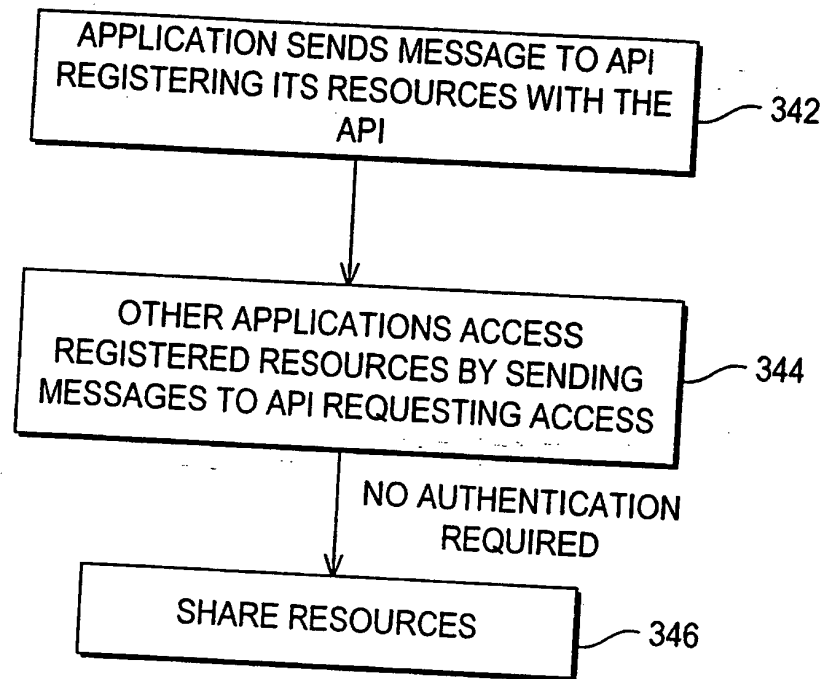 APPLICATION SENDS MESSAGE TO API
REGISTERING ITS RESOURCES WITH THE
API
342
OTHER APPLICATIONS ACCESS
REGISTERED RESOURCES BY SENDING
MESSAGES TO API REQUESTING ACCESS
344
NO AUTHENTICATION
REQUIRED
SHARE RESOURCES
346